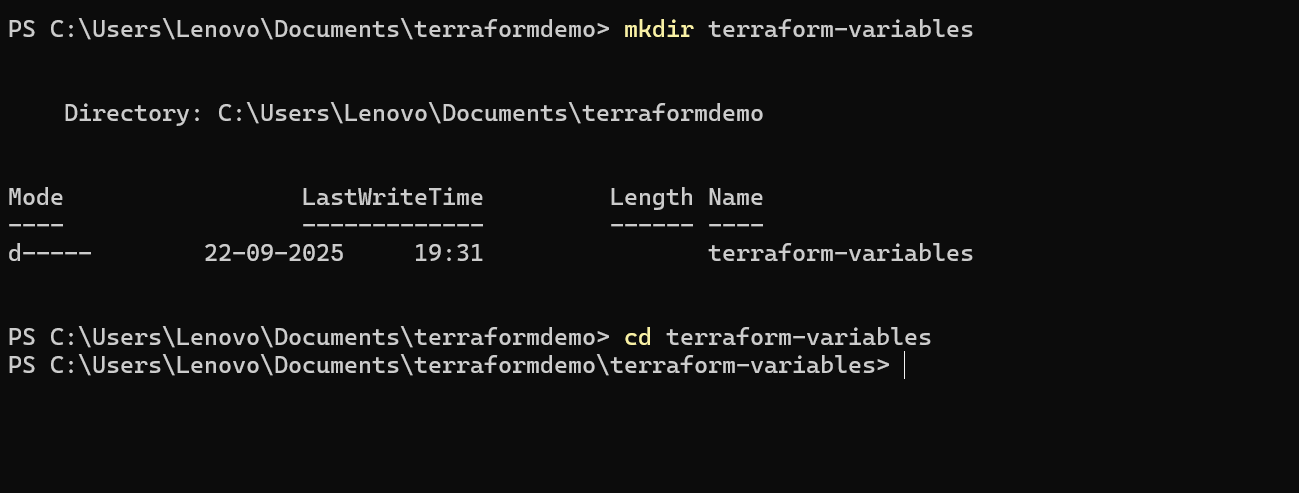 PS C:\Users\Lenovo\Documents\terraformdemo> mkdir terraform-variables
Directory: C:\Users\Lenovo\Documents\terraformdemo
Mode                 LastWriteTime         Length Name
----                 -------------         ------ ----
d-----        22-09-2025     19:31                terraform-variables
PS C:\Users\Lenovo\Documents\terraformdemo> cd terraform-variables
PS C:\Users\Lenovo\Documents\terraformdemo\terraform-variables>